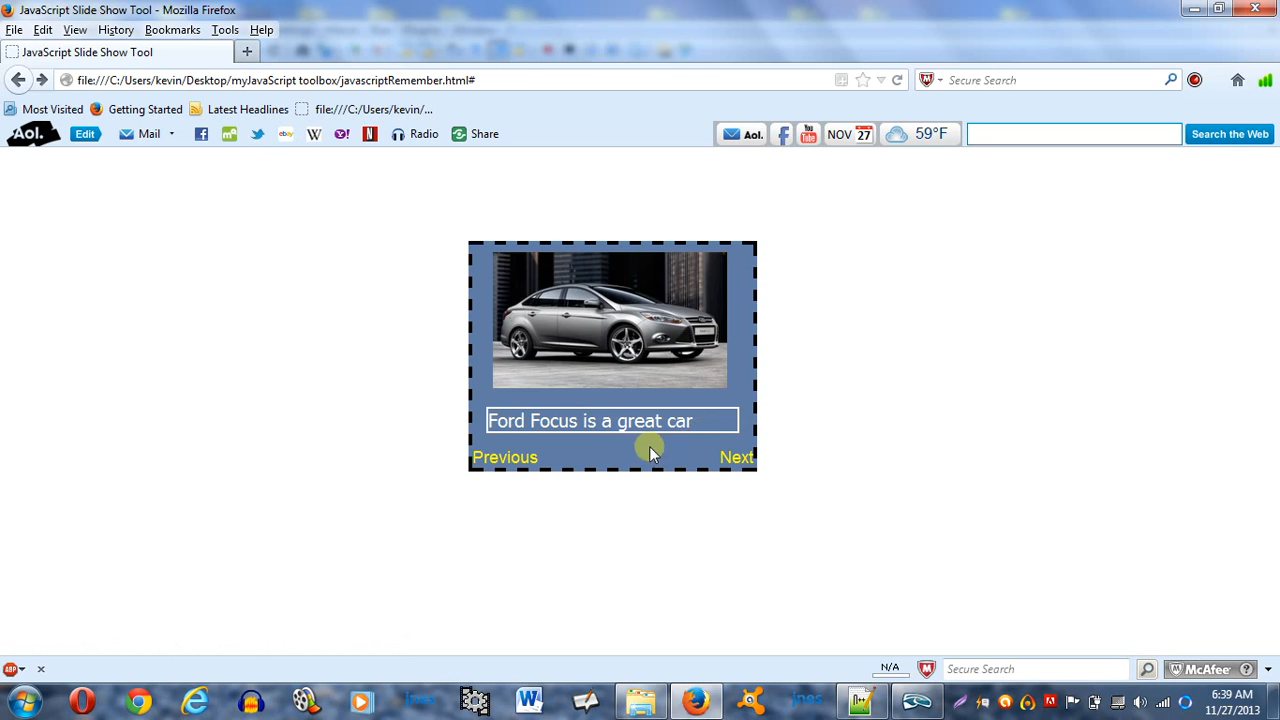 JavaScript Slide Show Tool - Mozilla Firefox
File Edit View History Bookmarks Tools Help
JavaScript Slide Show Tool +
file:///C:/Users/kevin/Desktop/myJavaScript toolbox/javascriptRemember.html# Secure Search
Most Visited Getting Started Latest Headlines file:///C:/Users/kevin/...
Aol. Edit Mail Radio Share Aol. You Tube NOV 27 59°F Search the Web
Ford Focus is a great car
Previous Next
ABP N/A Secure Search McAfee
6:39 AM
11/27/2013